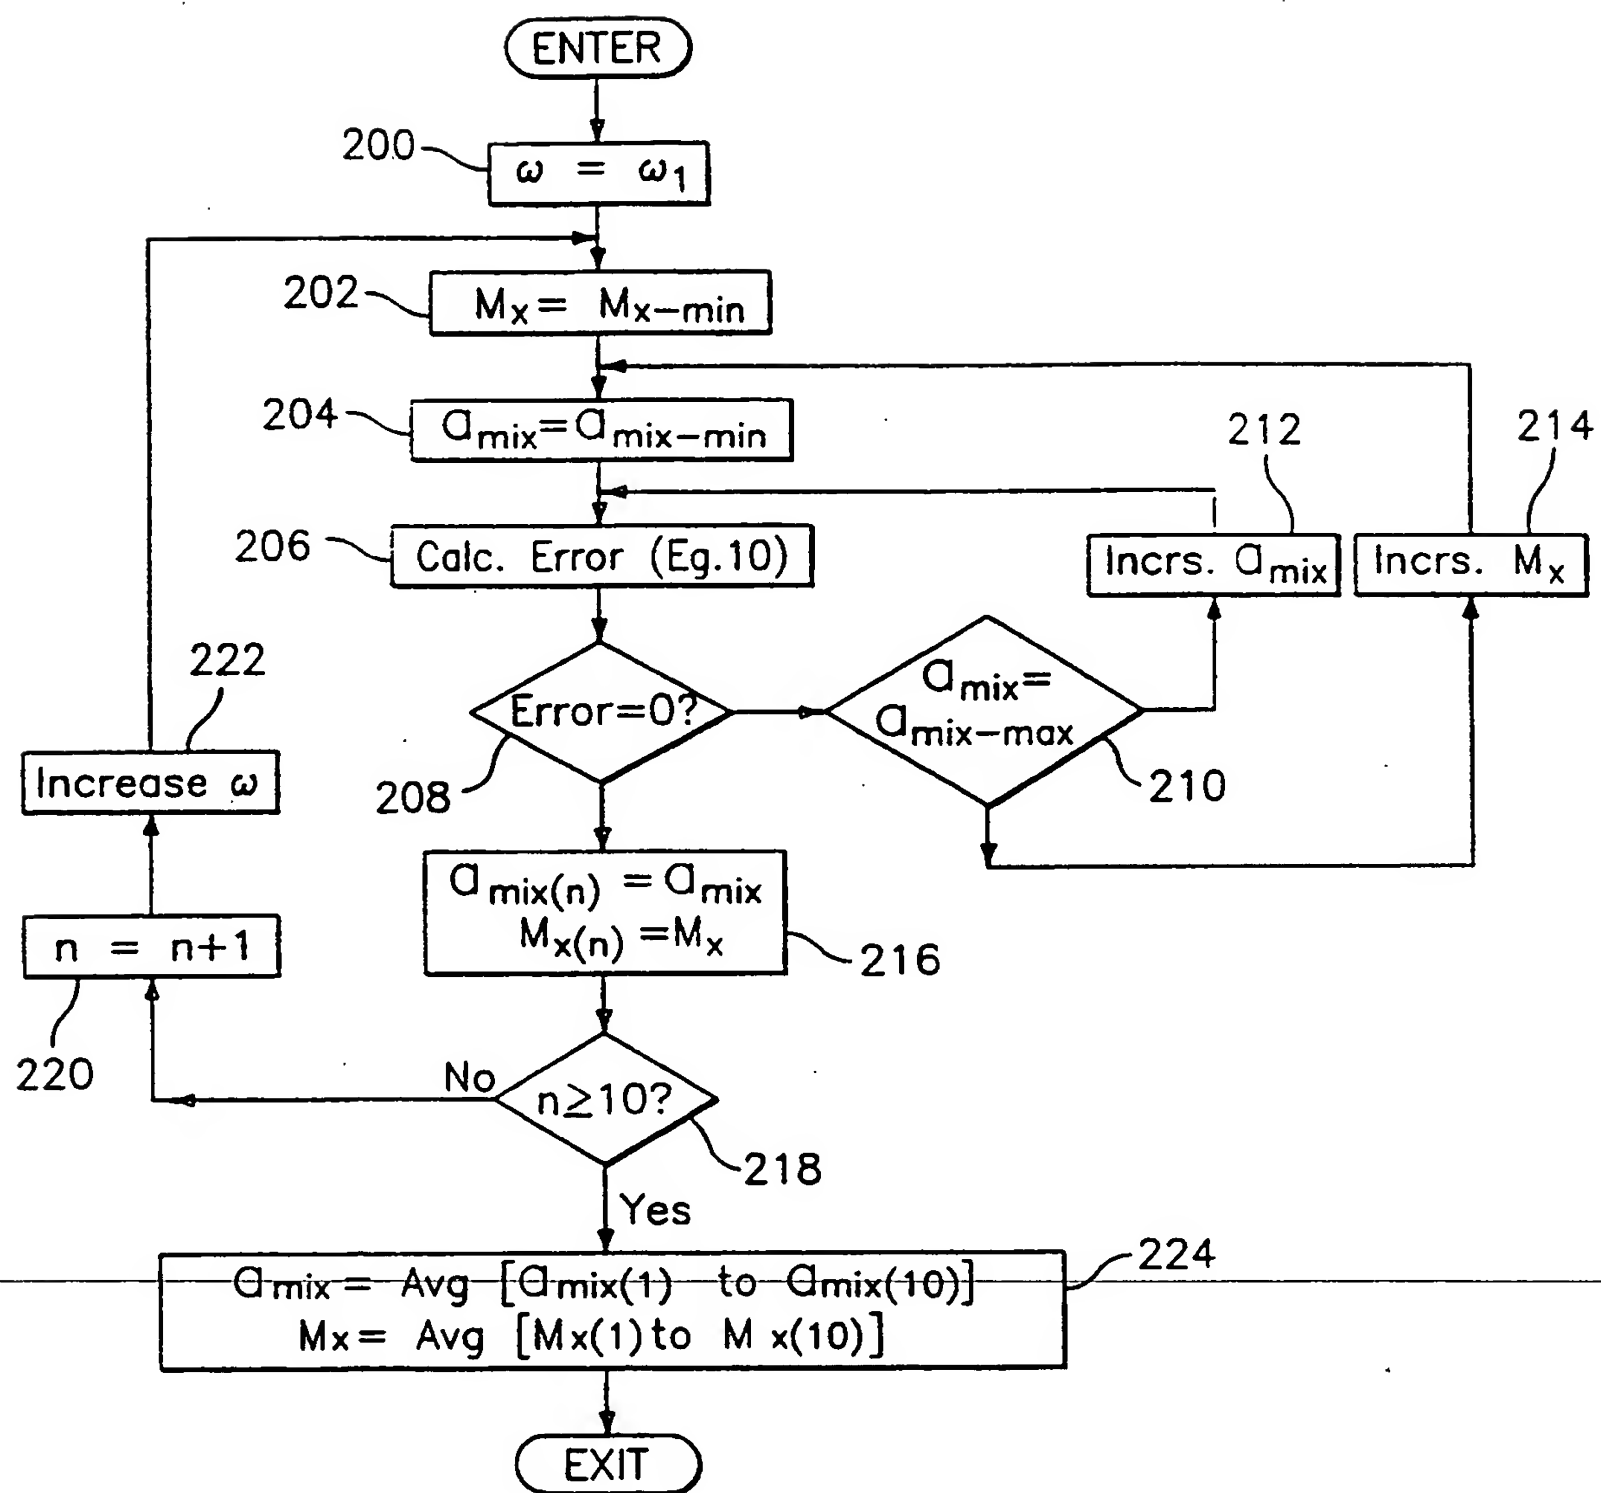 ENTER
200
ω = ω1
202
Mx = Mx-min
204
amix = amix-min
212
214
206
Calc. Error (Eg.10)
Incrs. amix
Incrs. Mx
222
Error=0?
amix=
amix-max
208
210
Increase ω
amix(n) = amix
Mx(n) = Mx
216
n = n+1
220
No
n≥10?
218
Yes
224
amix = Avg [amix(1) to amix(10)]
Mx = Avg [Mx(1) to M x(10)]
EXIT